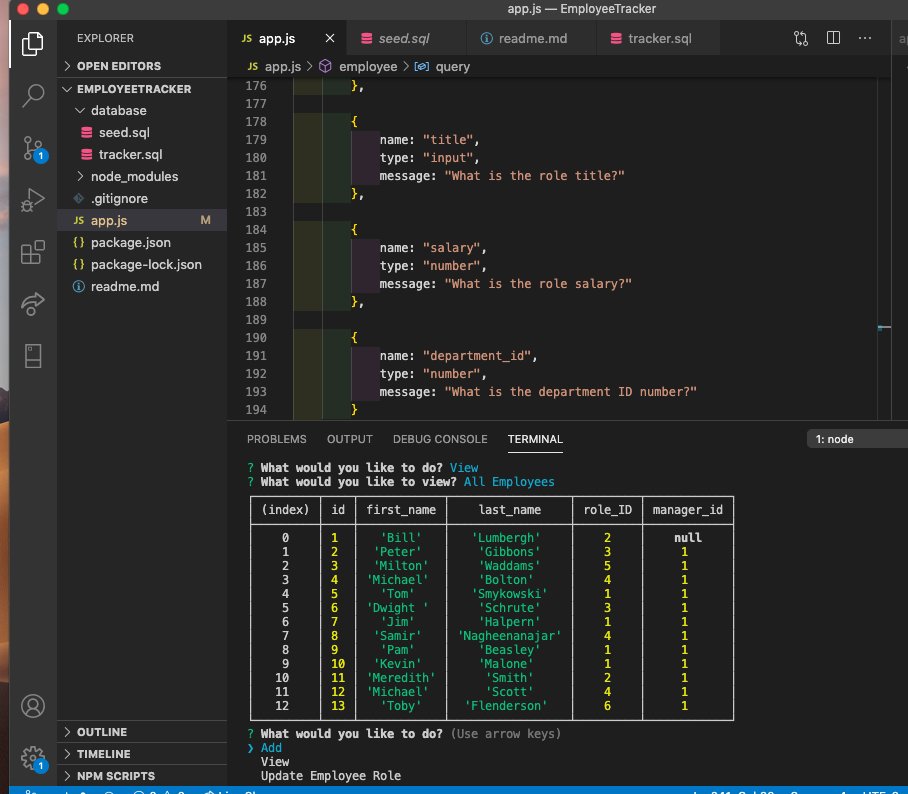 app.js — EmployeeTracker
EXPLORER
OPEN EDITORS
EMPLOYEETRACKER
database
seed.sql
tracker.sql
node_modules
.gitignore
JS app.js M
{} package.json
{} package-lock.json
readme.md
OUTLINE
TIMELINE
NPM SCRIPTS
1
1
JS app.js × seed.sql readme.md tracker.sql
JS app.js > employee > query
176 },
177
178 {
179 name: "title",
180 type: "input",
181 message: "What is the role title?"
182 },
183
184 {
185 name: "salary",
186 type: "number",
187 message: "What is the role salary?"
188 },
189
190 {
191 name: "department_id",
192 type: "number",
193 message: "What is the department ID number?"
194 }
PROBLEMS OUTPUT DEBUG CONSOLE TERMINAL 1: node
? What would you like to do? View
? What would you like to view? All Employees
(index) id first_name last_name role_ID manager_id
0 1 'Bill' 'Lumbergh' 2 null
1 2 'Peter' 'Gibbons' 3 1
2 3 'Milton' 'Waddams' 5 1
3 4 'Michael' 'Bolton' 4 1
4 5 'Tom' 'Smykowski' 1 1
5 6 'Dwight ' 'Schrute' 3 1
6 7 'Jim' 'Halpern' 1 1
7 8 'Samir' 'Nagheenanajar' 4 1
8 9 'Pam' 'Beasley' 1 1
9 10 'Kevin' 'Malone' 1 1
10 11 'Meredith' 'Smith' 2 1
11 12 'Michael' 'Scott' 4 1
12 13 'Toby' 'Flenderson' 6 1
? What would you like to do? (Use arrow keys)
❯ Add
View
Update Employee Role